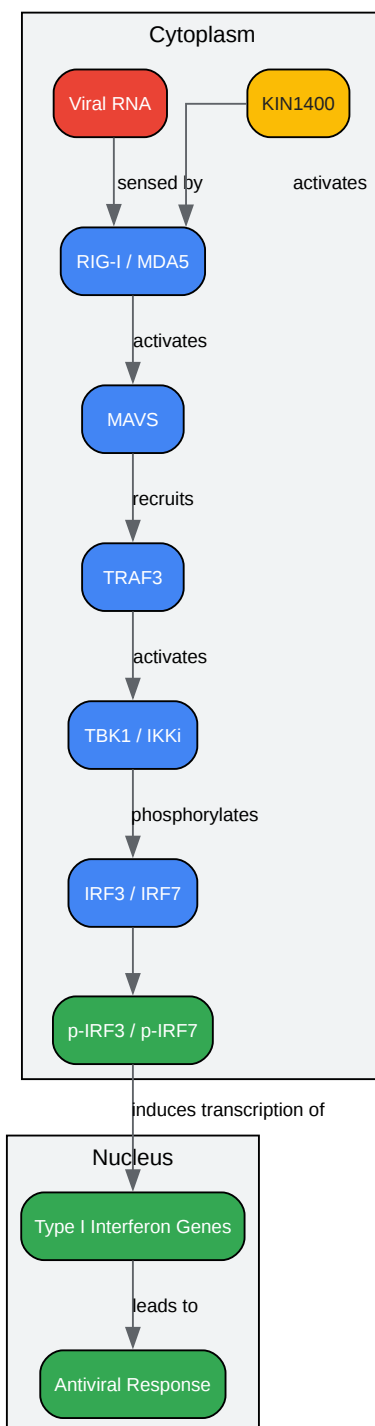 Cytoplasm
Viral RNA
KIN1400
sensed by
activates
RIG-I / MDA5
activates
MAVS
recruits
TRAF3
activates
TBK1 / IKKi
phosphorylates
IRF3 / IRF7
p-IRF3 / p-IRF7
induces transcription of
Nucleus
Type I Interferon Genes
leads to
Antiviral Response